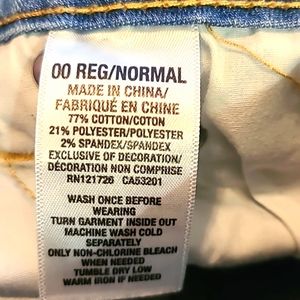 00 REG/NORMAL
MADE IN CHINA/
FABRIQUÉ EN CHINE
77% COTTON/COTON
21% POLYESTER/POLYESTER
2% SPANDEX/SPANDEX
EXCLUSIVE OF DECORATION/
DÉCORATION NON COMPRISE
RN121726 CA53201
WASH ONCE BEFORE
WEARING
TURN GARMENT INSIDE OUT
MACHINE WASH COLD
SEPARATELY
ONLY NON-CHLORINE BLEACH
WHEN NEEDED
TUMBLE DRY LOW
WARM IRON IF NEEDED